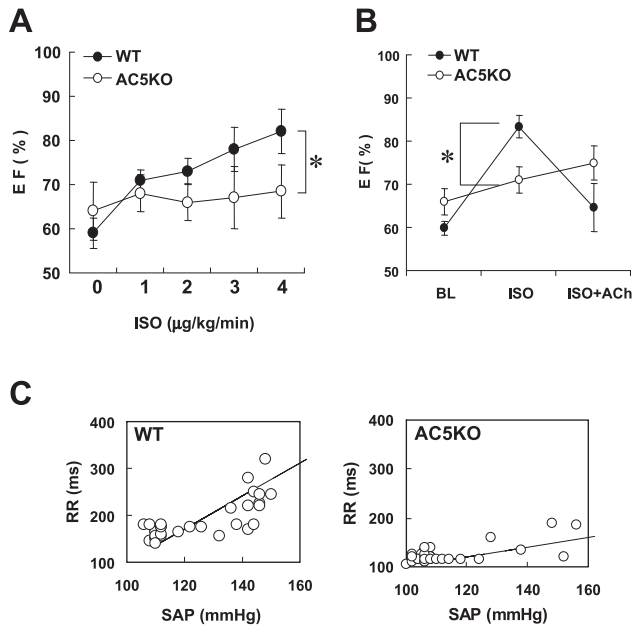 A
100
90
80
70
60
50
E F ( % )
WT
AC5KO
*
0 1 2 3 4
ISO (µg/kg/min)
B
100
90
80
70
60
50
E F( % )
WT
AC5KO
*
BL ISO ISO+ACh
C
400
300
200
100
RR (ms)
WT
100 120 140 160
SAP (mmHg)
400
300
200
100
RR (ms)
AC5KO
100 120 140 160
SAP (mmHg)